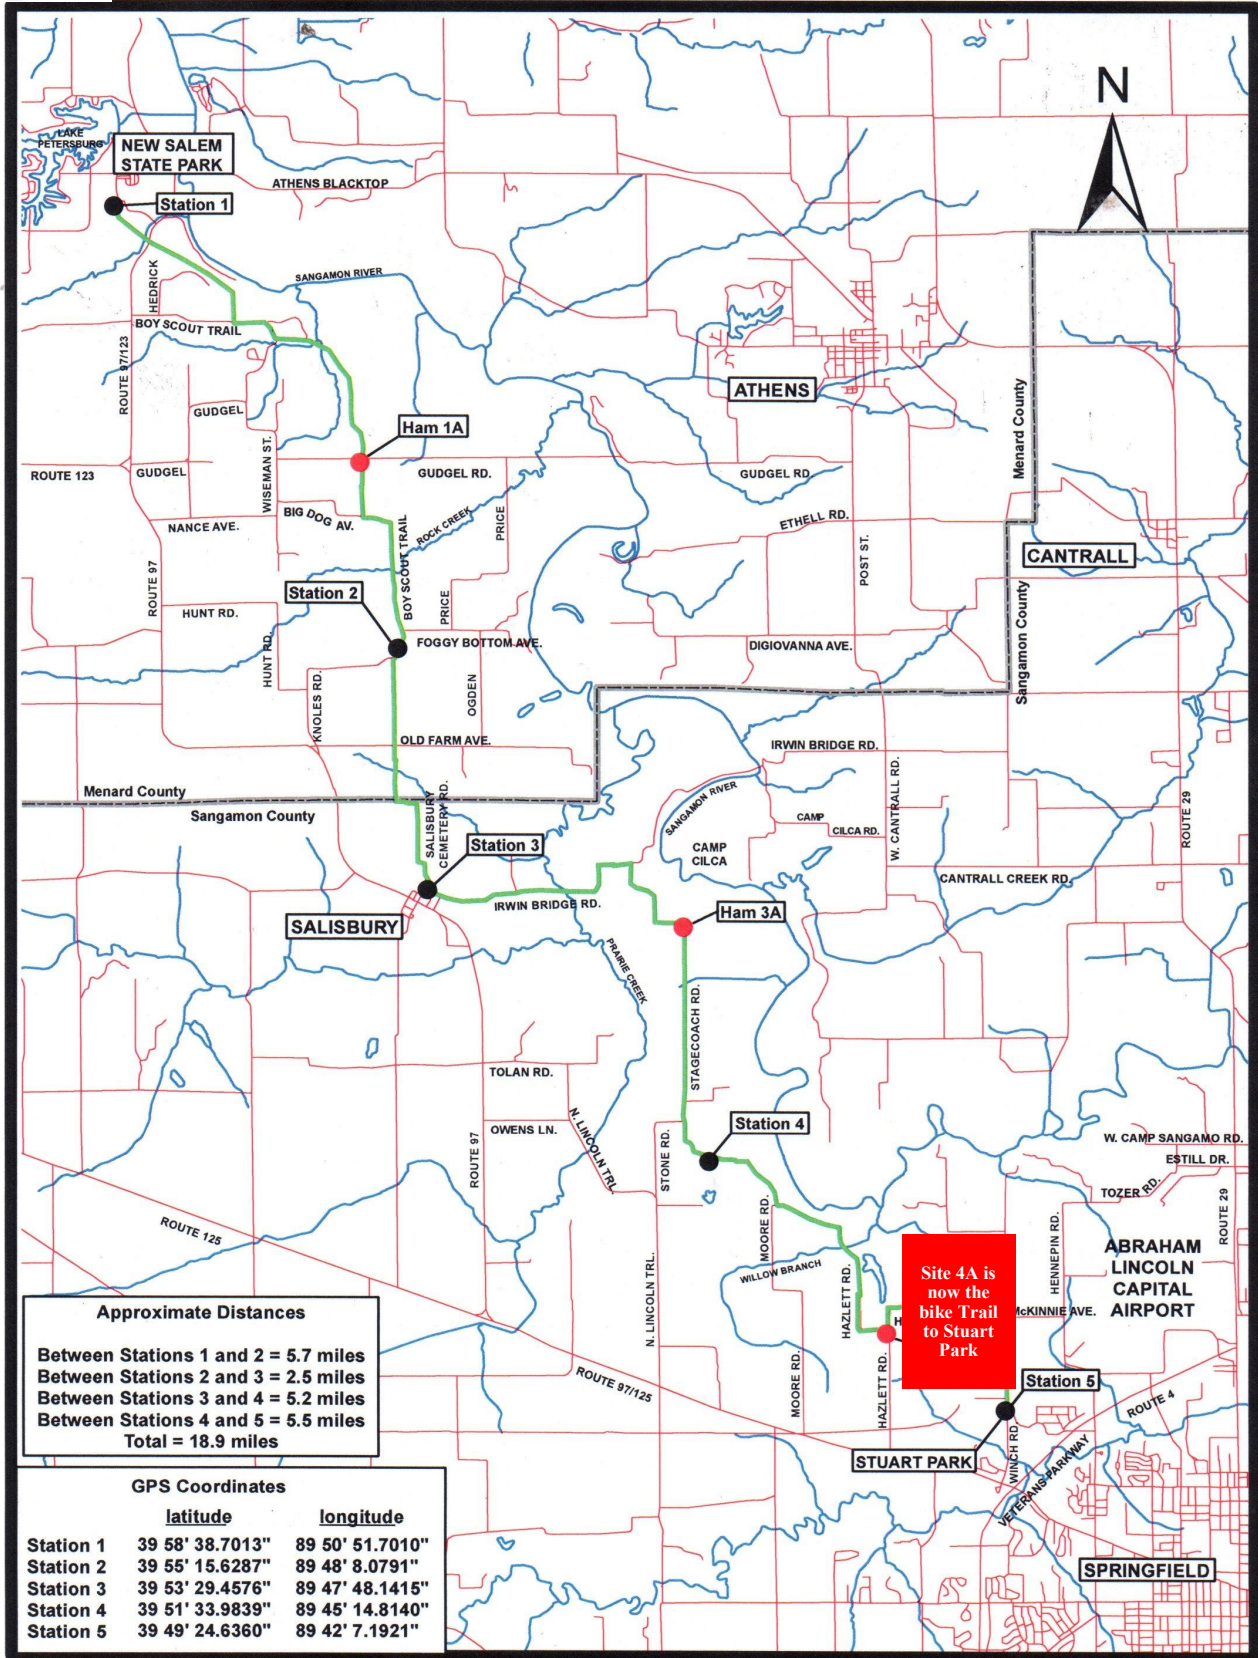 N
LAKE
PETERSBURG
NEW SALEM
STATE PARK
ATHENS BLACKTOP
Station 1
SANGAMON RIVER
HEDRICK
BOY SCOUT TRAIL
ROUTE 97/123
GUDGEL
ATHENS
Menard County
Ham 1A
ROUTE 123
GUDGEL
WISEMAN ST.
GUDGEL RD.
GUDGEL RD.
NANCE AVE.
BIG DOG AV.
BOY SCOUT TRAIL
ROCK CREEK
PRICE
ETHELL RD.
POST ST.
CANTRALL
Station 2
ROUTE 97
HUNT RD.
HUNT RD.
PRICE
FOGGY BOTTOM AVE.
DIGIOVANNA AVE.
Sangamon County
KNOLES RD.
OGDEN
OLD FARM AVE.
IRWIN BRIDGE RD.
Menard County
Sangamon County
SALISBURY
CEMETERY RD.
SANGAMON RIVER
CAMP
CILCA RD.
W. CANTRALL RD.
ROUTE 29
Station 3
CAMP
CILCA
CANTRALL CREEK RD.
IRWIN BRIDGE RD.
Ham 3A
SALISBURY
PRAIRIE CREEK
STAGECOACH RD.
TOLAN RD.
N. LINCOLN TRL.
OWENS LN.
ROUTE 97
Station 4
STONE RD.
W. CAMP SANGAMO RD.
ESTILL DR.
TOZER RD.
ROUTE 29
ROUTE 125
MOORE RD.
WILLOW BRANCH
HENNEPIN RD.
ABRAHAM
LINCOLN
CAPITAL
AIRPORT
Site 4A is
now the
bike Trail
to Stuart
Park
N. LINCOLN TRL.
HAZLETT RD.
H
McKINNIE AVE.
ROUTE 97/125
MOORE RD.
HAZLETT RD.
Station 5
ROUTE 4
STUART PARK
WINCH RD.
VETERANS PARKWAY
SPRINGFIELD
Approximate Distances
Between Stations 1 and 2 = 5.7 miles
Between Stations 2 and 3 = 2.5 miles
Between Stations 3 and 4 = 5.2 miles
Between Stations 4 and 5 = 5.5 miles
Total = 18.9 miles
GPS Coordinates
latitude longitude
Station 1 39 58' 38.7013" 89 50' 51.7010"
Station 2 39 55' 15.6287" 89 48' 8.0791"
Station 3 39 53' 29.4576" 89 47' 48.1415"
Station 4 39 51' 33.9839" 89 45' 14.8140"
Station 5 39 49' 24.6360" 89 42' 7.1921"